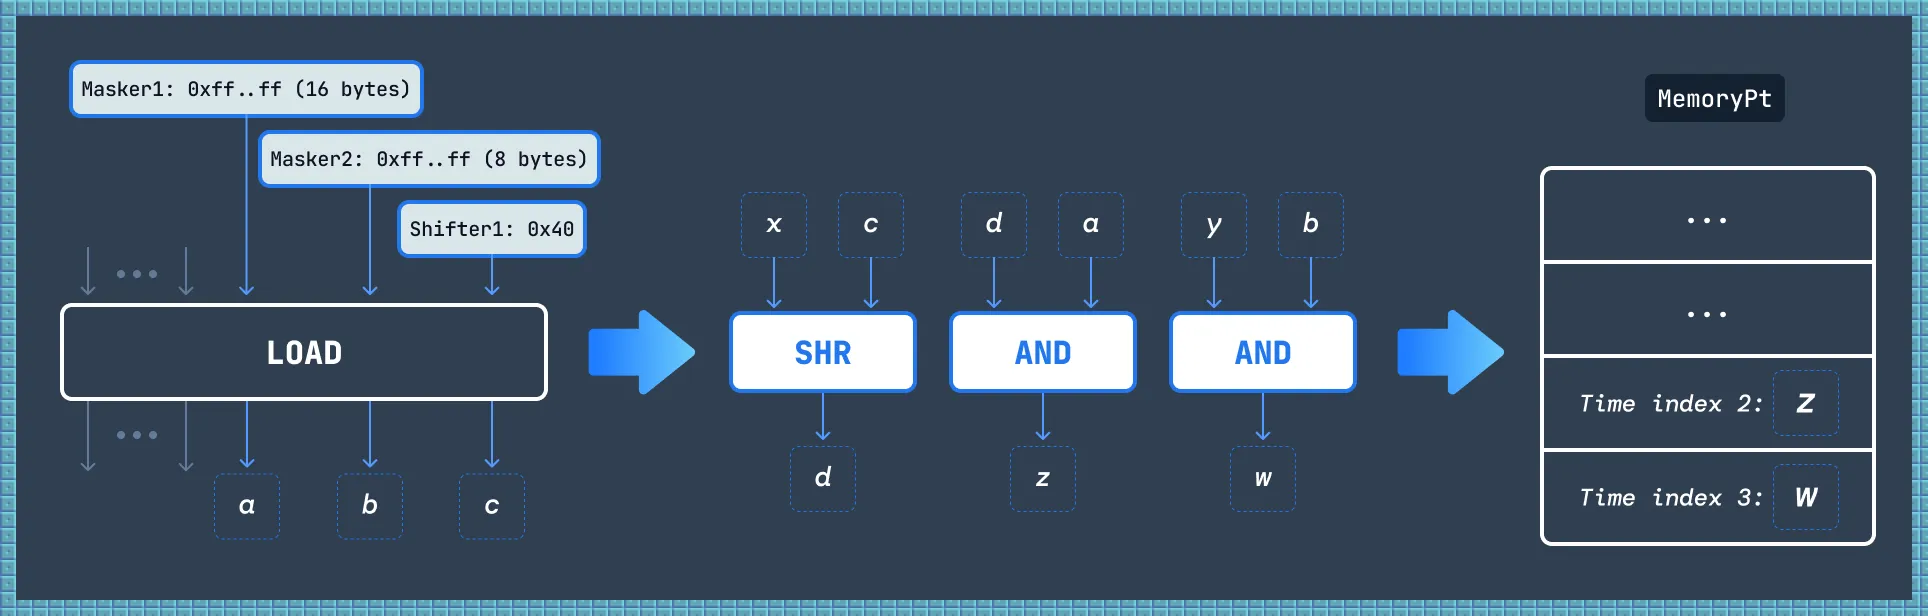 Masker1: 0xff..ff (16 bytes)
Masker2: 0xff..ff (8 bytes)
Shifter1: 0x40
...
LOAD
...
a
b
c
x
c
d
a
y
b
SHR
AND
AND
d
z
w
MemoryPt
...
...
Time index 2: Z
Time index 3: W